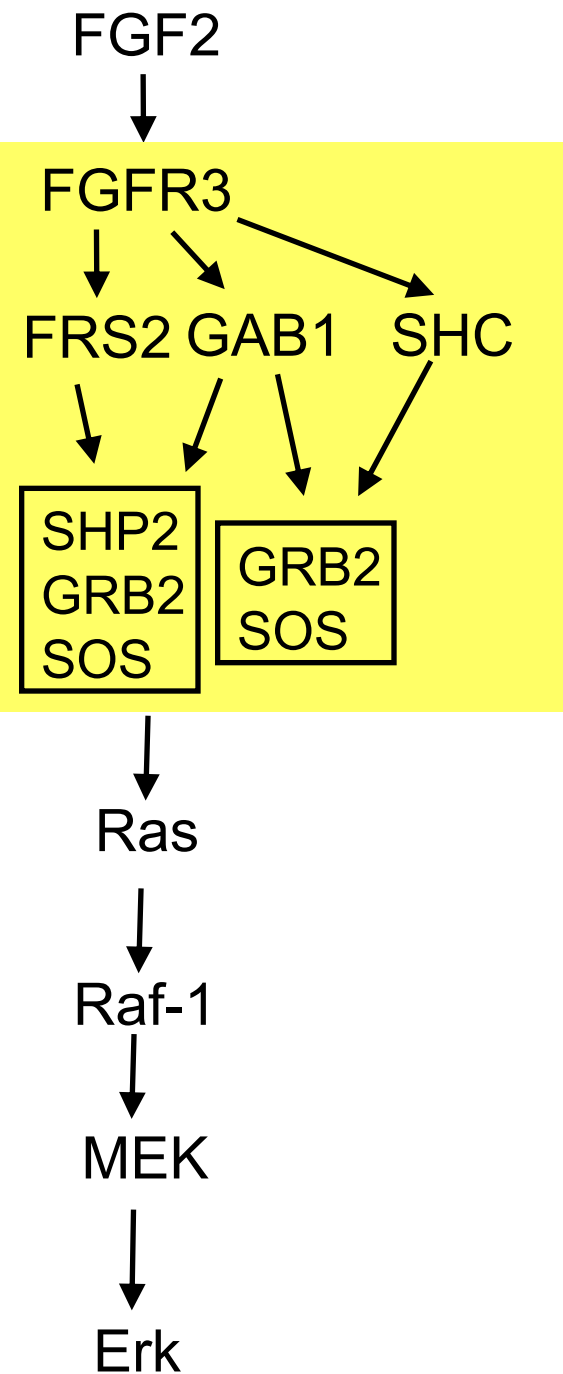 FGF2
FGFR3
FRS2 GAB1 SHC
SHP2
GRB2
SOS
GRB2
SOS
Ras
Raf-1
MEK
Erk